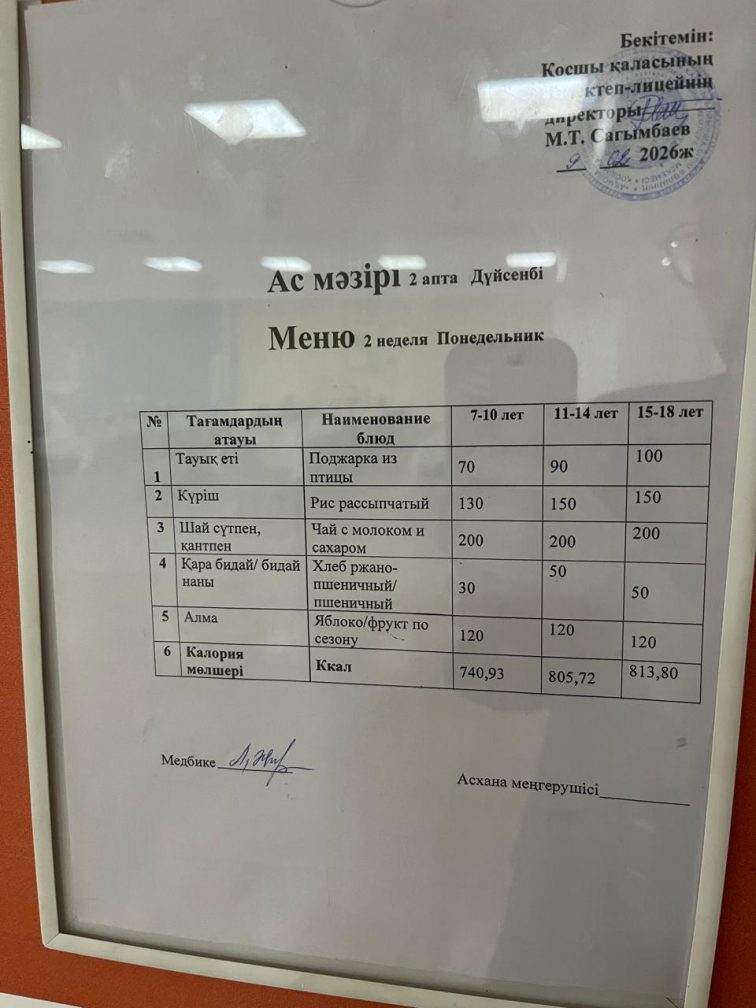 Бекітемін:
Косшы қаласының
ктеп-лицейнің
директоры
М.Т. Сагымбаев
9 02 2026ж
Ас мәзірі 2 апта Дүйсенбі
Меню 2 неделя Понедельник
№ Тағамдардың атауы Наименование блюд 7-10 лет 11-14 лет 15-18 лет
1 Тауық еті Поджарка из птицы 70 90 100
2 Күріш Рис рассыпчатый 130 150 150
3 Шай сүтпен, қантпен Чай с молоком и сахаром 200 200 200
4 Қара бидай/ бидай наны Хлеб ржано-пшеничный/ пшеничный 30 50 50
5 Алма Яблоко/фрукт по сезону 120 120 120
6 Калория мөлшері Ккал 740,93 805,72 813,80
Медбике
Асхана меңгерушісі